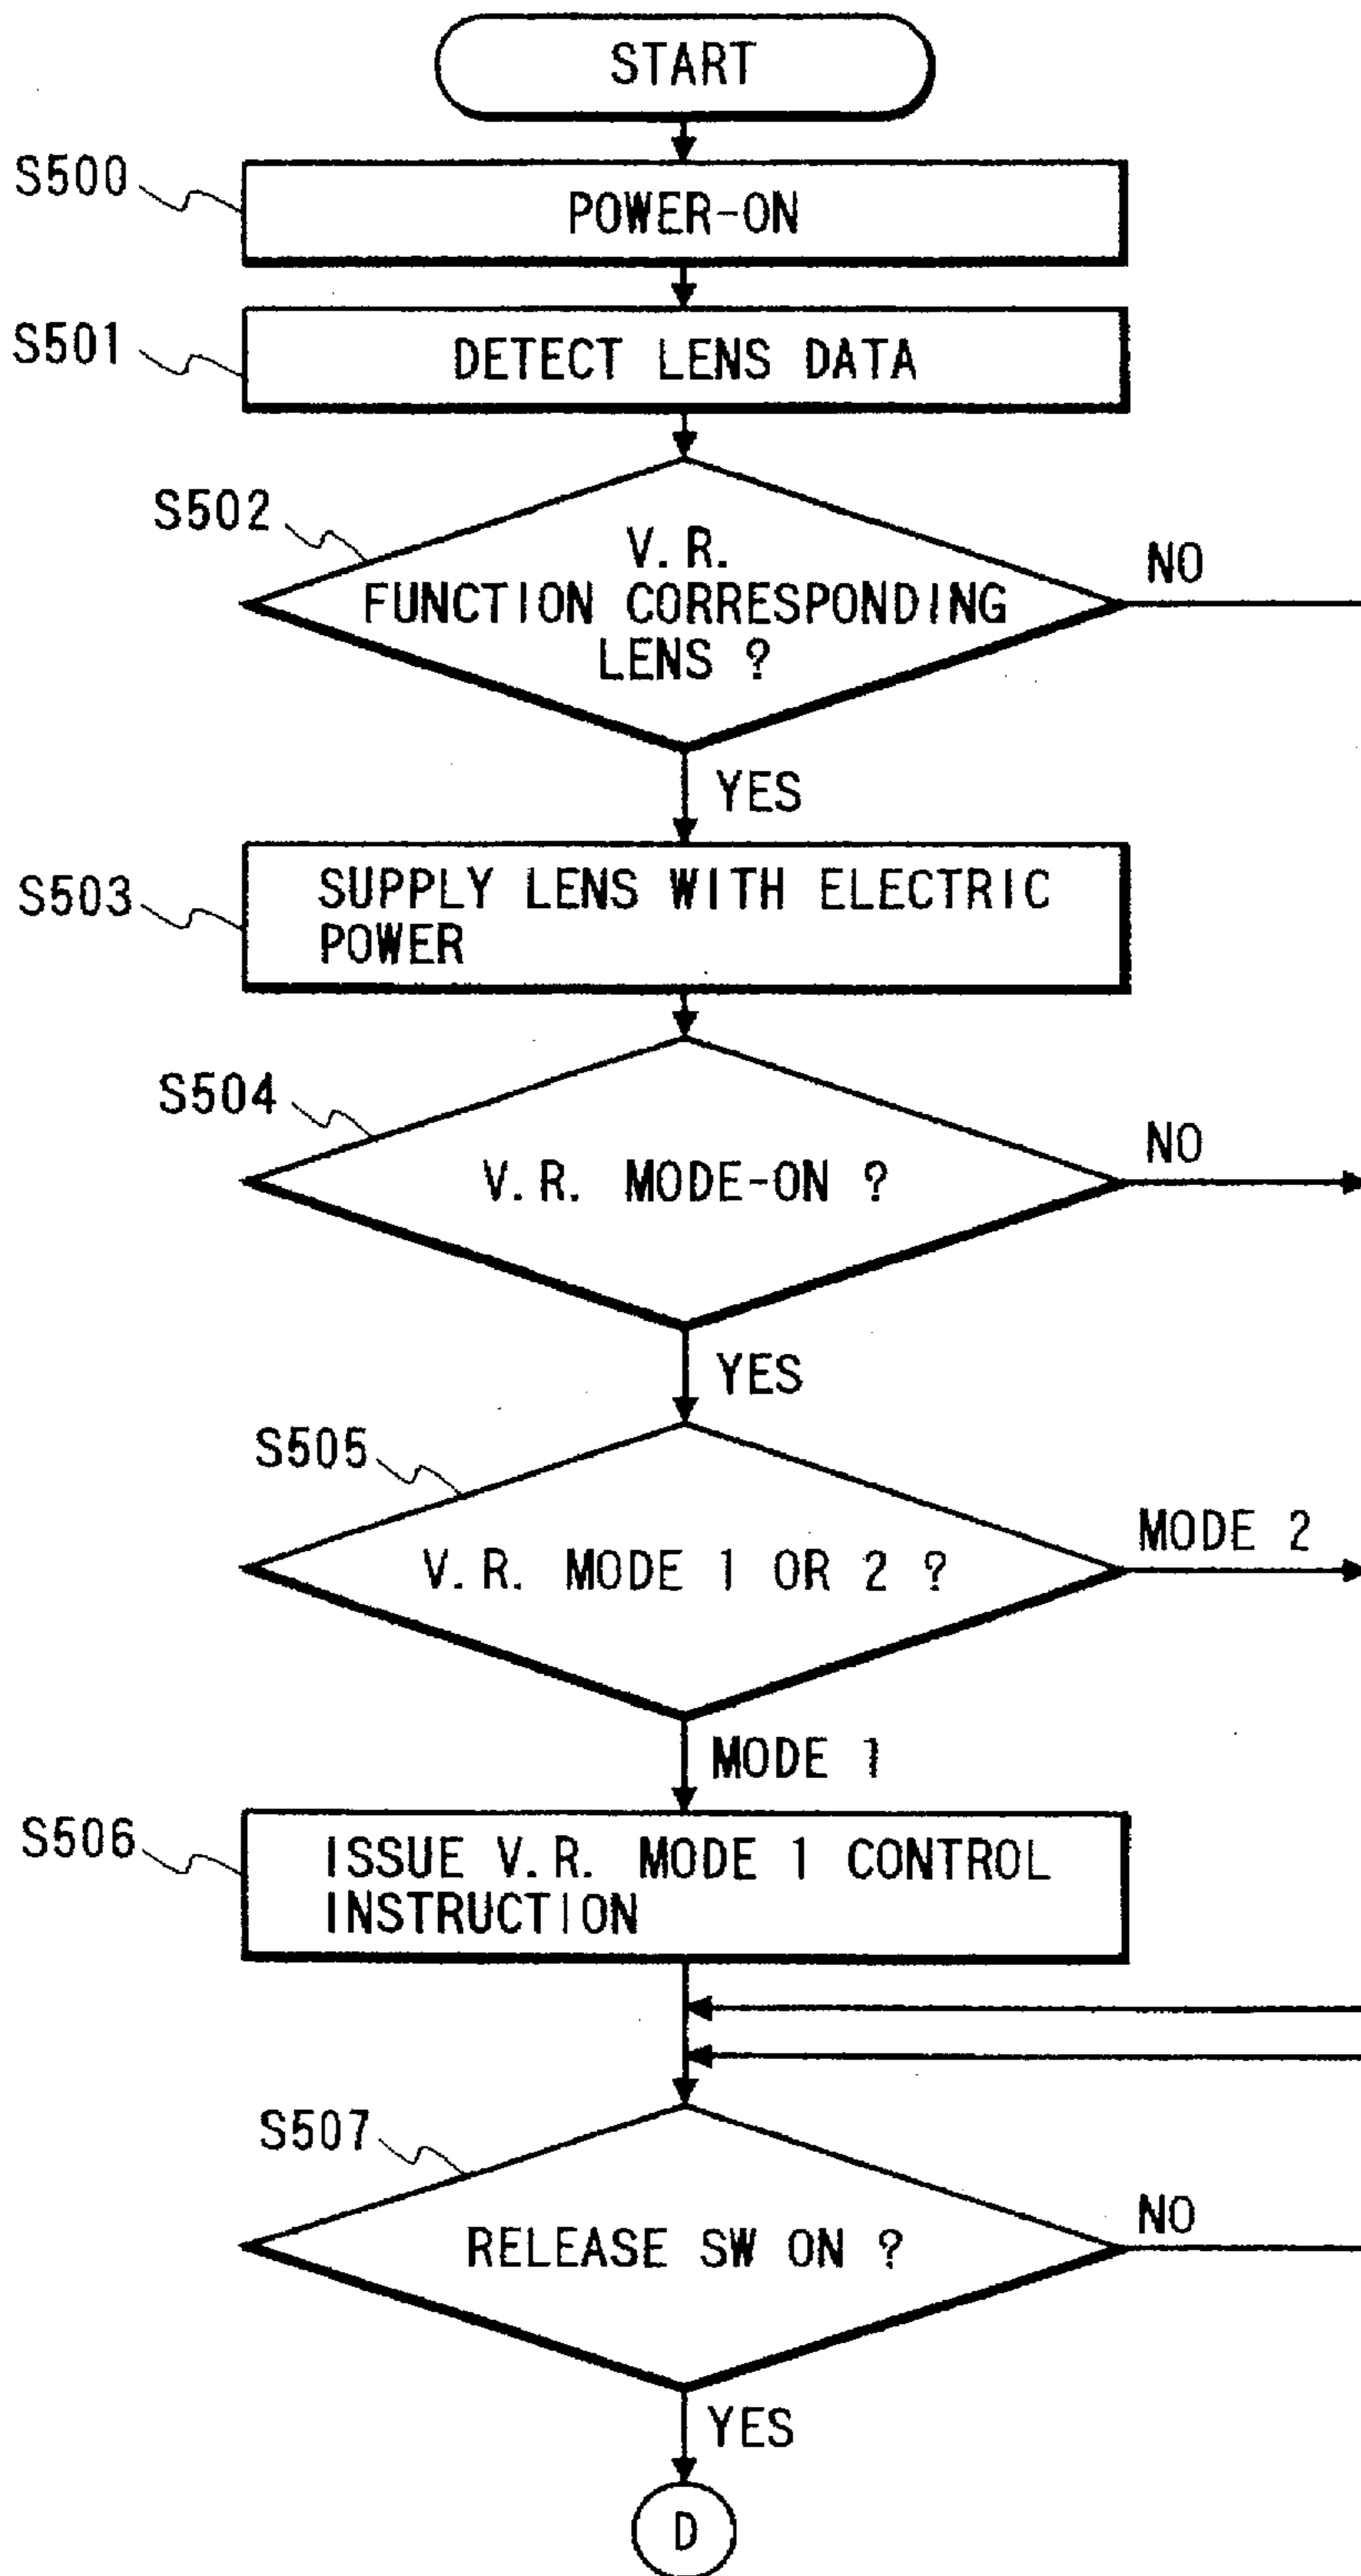 START
S500
POWER-ON
S501
DETECT LENS DATA
S502
V. R.
FUNCTION CORRESPONDING
LENS ?
NO
YES
S503
SUPPLY LENS WITH ELECTRIC
POWER
S504
V. R. MODE-ON ?
NO
YES
S505
V. R. MODE 1 OR 2 ?
MODE 2
MODE 1
S506
ISSUE V. R. MODE 1 CONTROL
INSTRUCTION
S507
RELEASE SW ON ?
NO
YES
D